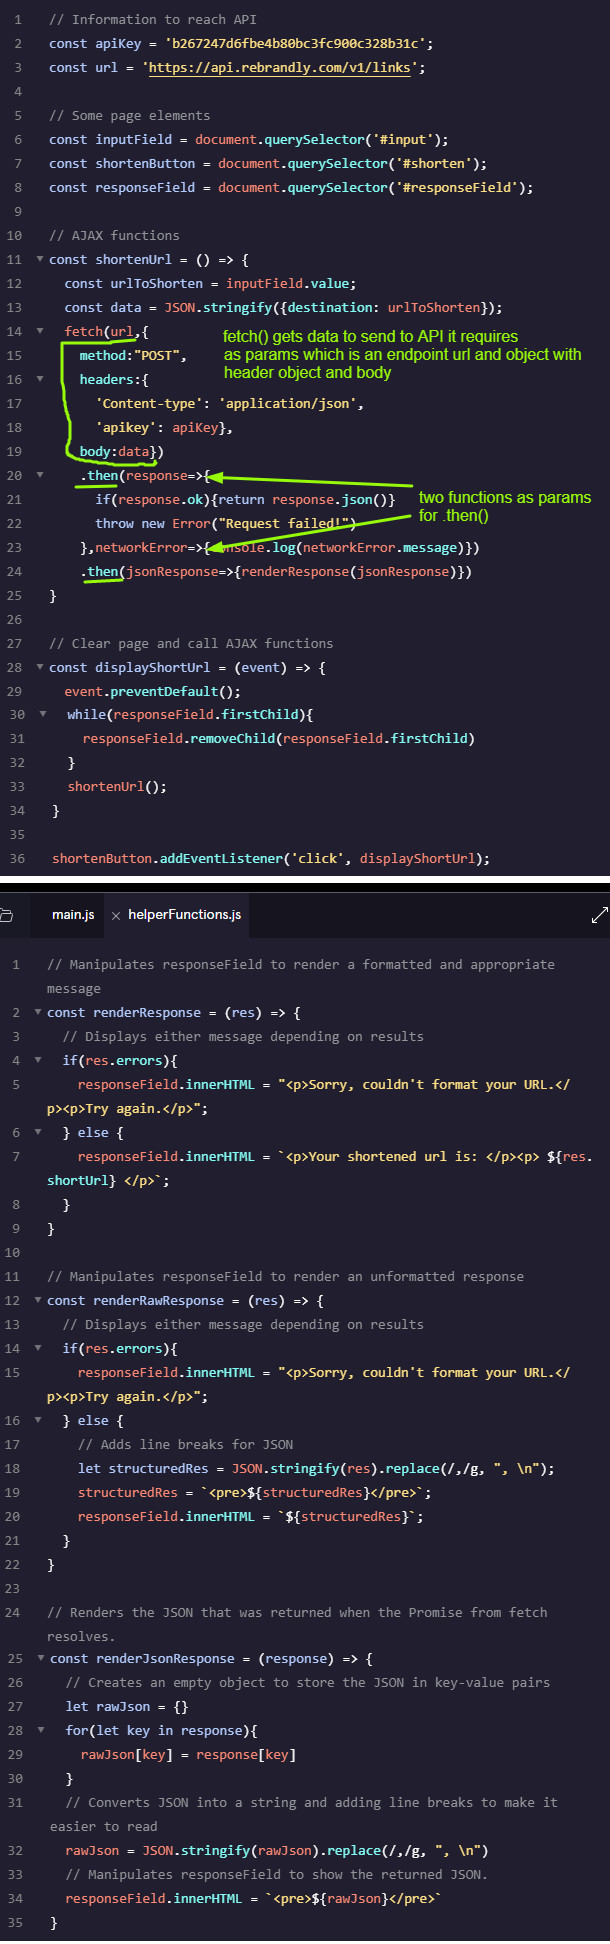 1 // Information to reach API
2 const apiKey = 'b267247d6fbe4b80bc3fc900c328b31c';
3 const url = 'https://api.rebrandly.com/v1/links';
4
5 // Some page elements
6 const inputField = document.querySelector('#input');
7 const shortenButton = document.querySelector('#shorten');
8 const responseField = document.querySelector('#responseField');
9
10 // AJAX functions
11 const shortenUrl = () => {
12 const urlToShorten = inputField.value;
13 const data = JSON.stringify({destination: urlToShorten});
14 fetch(url,{
fetch() gets data to send to API it requires
15 method:"POST",
as params which is an endpoint url and object with
16 headers:{
header object and body
17 'Content-type': 'application/json',
18 'apikey': apiKey},
19 body:data})
20 .then(response=>{
21 if(response.ok){return response.json()}
two functions as params
22 throw new Error("Request failed!")
for .then()
23 },networkError=>{console.log(networkError.message)})
24 .then(jsonResponse=>{renderResponse(jsonResponse)})
25 }
26
27 // Clear page and call AJAX functions
28 const displayShortUrl = (event) => {
29 event.preventDefault();
30 while(responseField.firstChild){
31 responseField.removeChild(responseField.firstChild)
32 }
33 shortenUrl();
34 }
35
36 shortenButton.addEventListener('click', displayShortUrl);
main.js × helperFunctions.js
1 // Manipulates responseField to render a formatted and appropriate
message
2 const renderResponse = (res) => {
3 // Displays either message depending on results
4 if(res.errors){
5 responseField.innerHTML = "<p>Sorry, couldn't format your URL.</
p><p>Try again.</p>";
6 } else {
7 responseField.innerHTML = `<p>Your shortened url is: </p><p> ${res.
shortUrl} </p>`;
8 }
9 }
10
11 // Manipulates responseField to render an unformatted response
12 const renderRawResponse = (res) => {
13 // Displays either message depending on results
14 if(res.errors){
15 responseField.innerHTML = "<p>Sorry, couldn't format your URL.</
p><p>Try again.</p>";
16 } else {
17 // Adds line breaks for JSON
18 let structuredRes = JSON.stringify(res).replace(/,/g, ", \n");
19 structuredRes = `<pre>${structuredRes}</pre>`;
20 responseField.innerHTML = `${structuredRes}`;
21 }
22 }
23
24 // Renders the JSON that was returned when the Promise from fetch
resolves.
25 const renderJsonResponse = (response) => {
26 // Creates an empty object to store the JSON in key-value pairs
27 let rawJson = {}
28 for(let key in response){
29 rawJson[key] = response[key]
30 }
31 // Converts JSON into a string and adding line breaks to make it
easier to read
32 rawJson = JSON.stringify(rawJson).replace(/,/g, ", \n")
33 // Manipulates responseField to show the returned JSON.
34 responseField.innerHTML = `<pre>${rawJson}</pre>`
35 }